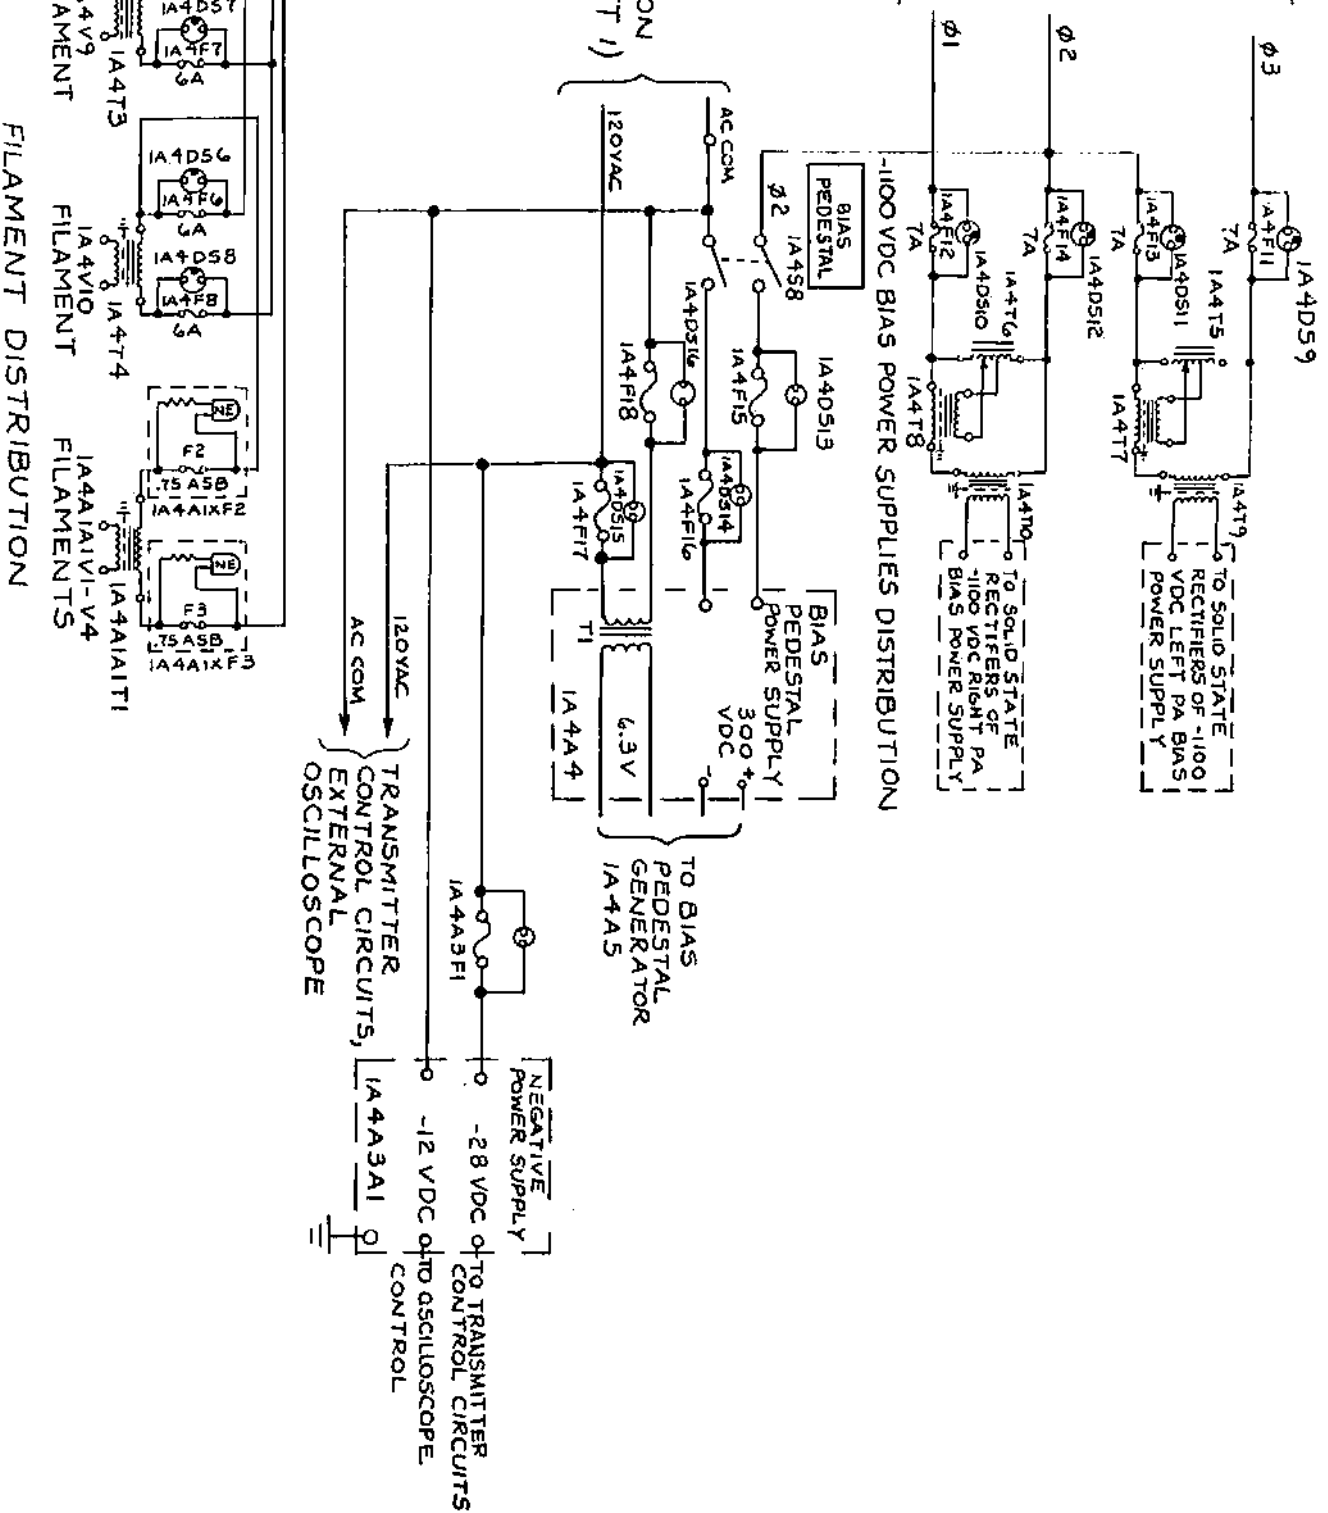 Ø3
Ø2
Ø1
1A4DS9
1A4F11
7A
1A4T5
1A4DS11
1A4F13
7A
1A4DS12
1A4F14
7A
1A4T6
1A4DS10
1A4F12
7A
1A4T7
1A4T8
1A4T9
1A4T10
TO SOLID STATE
RECTIFIERS OF -1100
VDC LEFT PA BIAS
POWER SUPPLY
TO SOLID STATE
RECTIFERS OF
-1100 VDC RIGHT PA
BIAS POWER SUPPLY
-1100 VDC BIAS POWER SUPPLIES DISTRIBUTION
BIAS
PEDESTAL
1A4S8
Ø2
AC COM
120VAC
ON
T 1)
1A4DS13
1A4F15
1A4DS16
1A4F18
1A4DS14
1A4F16
1A4DS15
1A4F17
BIAS
PEDESTAL
POWER SUPPLY
300 +
VDC -
6.3V
T1
1A4A4
TO BIAS
PEDESTAL
GENERATOR
1A4A5
1A4A3F1
120VAC
AC COM
TRANSMITTER
CONTROL CIRCUITS,
EXTERNAL
OSCILLOSCOPE
NEGATIVE
POWER SUPPLY
-28 VDC
-12 VDC
1A4A3A1
TO TRANSMITTER
CONTROL CIRCUITS
TO OSCILLOSCOPE
CONTROL
1A4DS7
1A4F7
6A
1A4T3
4V9
AMENT
1A4DS6
1A4F6
6A
1A4DS8
1A4F8
6A
1A4T4
1A4V10
FILAMENT
NE
F2
.75 ASB
1A4A1XF2
NE
F3
.75 ASB
1A4A1XF3
1A4A1A1T1
1A4A1A1V1-V4
FILAMENTS
FILAMENT DISTRIBUTION